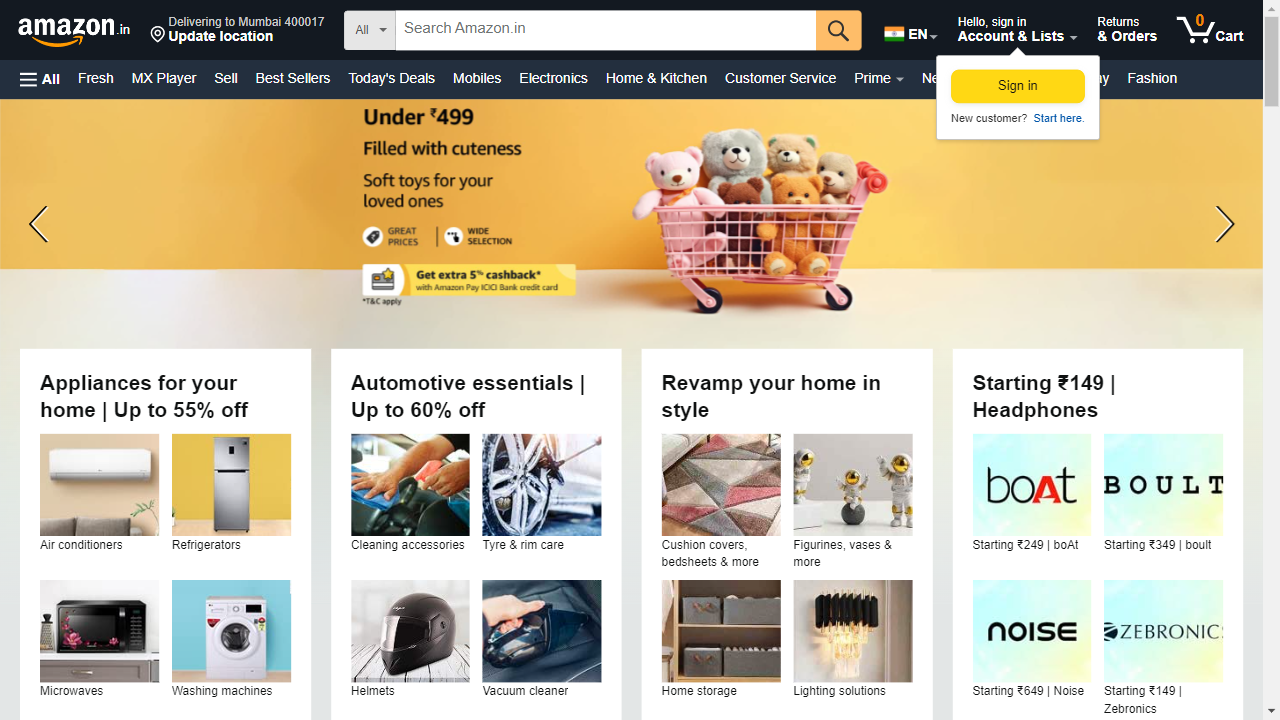 amazon.in
Delivering to Mumbai 400017
Update location
All
Search Amazon.in
EN
Hello, sign in
Account & Lists
Returns
& Orders
0
Cart
All
Fresh
MX Player
Sell
Best Sellers
Today's Deals
Mobiles
Electronics
Home & Kitchen
Customer Service
Prime
Fashion
Sign in
New customer? Start here.
Under ₹499
Filled with cuteness
Soft toys for your
loved ones
GREAT
PRICES
WIDE
SELECTION
Get extra 5% cashback*
with Amazon Pay ICICI Bank credit card
*T&C apply
Appliances for your
home | Up to 55% off
Air conditioners
Refrigerators
Microwaves
Washing machines
Automotive essentials |
Up to 60% off
Cleaning accessories
Tyre & rim care
Helmets
Vacuum cleaner
Revamp your home in
style
Cushion covers,
bedsheets & more
Figurines, vases &
more
Home storage
Lighting solutions
Starting ₹149 |
Headphones
boAt
BOULT
Starting ₹249 | boAt
Starting ₹349 | boult
NOISE
ZEBRONICS
Starting ₹649 | Noise
Starting ₹149 |
Zebronics